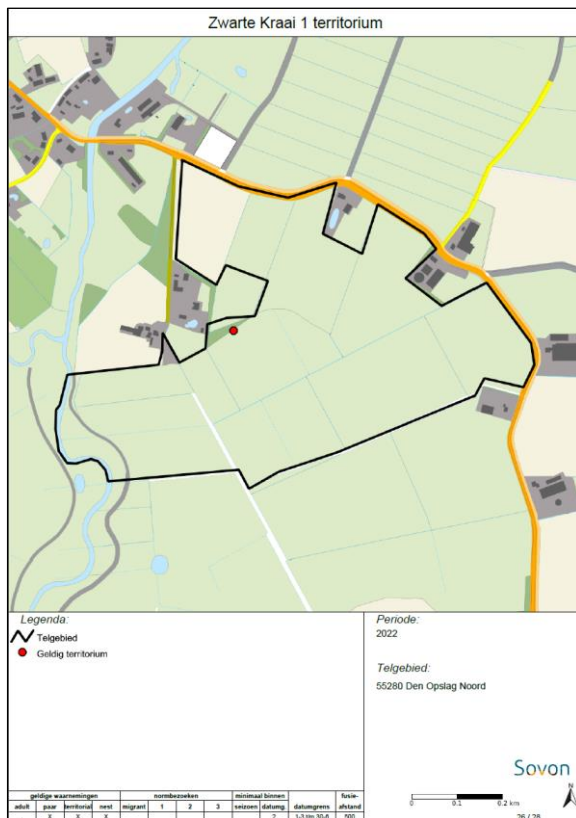 Zwarte Kraai 1 territorium
Legenda:
Telgebied
Geldig territorium
Periode:
2022
Telgebied:
55280 Den Opslag Noord
Sovon
0 0.1 0.2 km
N
26 / 28
geldige waarnemingen normbezoeken minimaal binnen fusie-
adult paar territoriaal nest migrant 1 2 3 seizoen datumg. datumgrens afstand
X X X 2 1-3 t/m 30-6 500